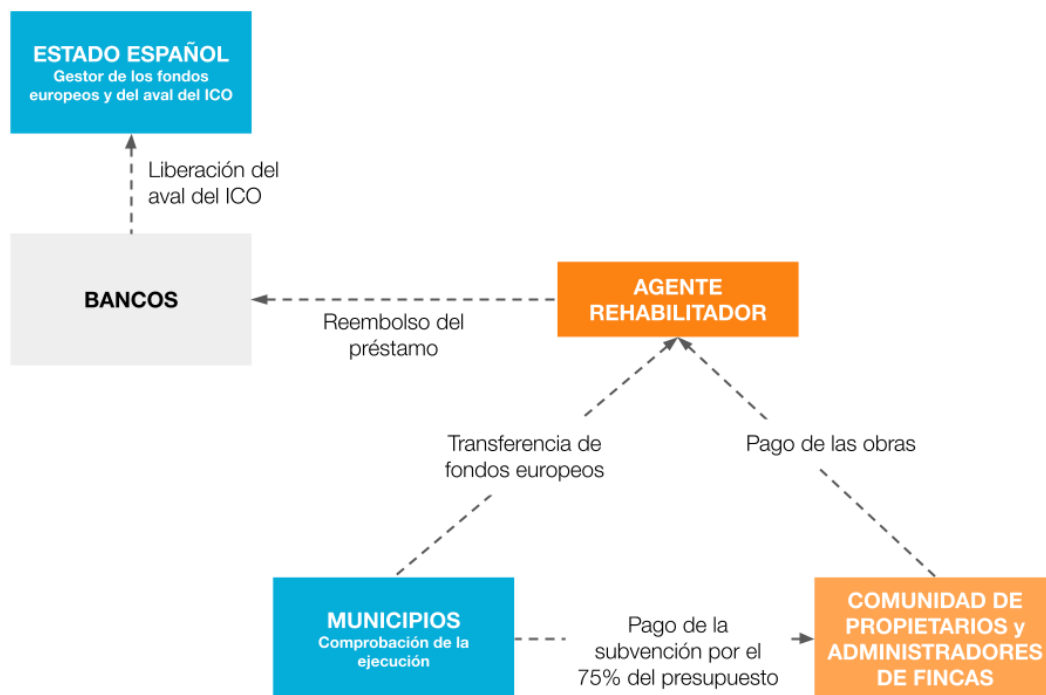 ESTADO ESPAÑOL
Gestor de los fondos
europeos y del aval del ICO
Liberación del
aval del ICO
BANCOS
AGENTE
REHABILITADOR
Reembolso del
préstamo
Transferencia de
fondos europeos
Pago de las obras
MUNICIPIOS
Comprobación de la
ejecución
Pago de la
subvención por el
75% del presupuesto
COMUNIDAD DE
PROPIETARIOS y
ADMINISTRADORES
DE FINCAS